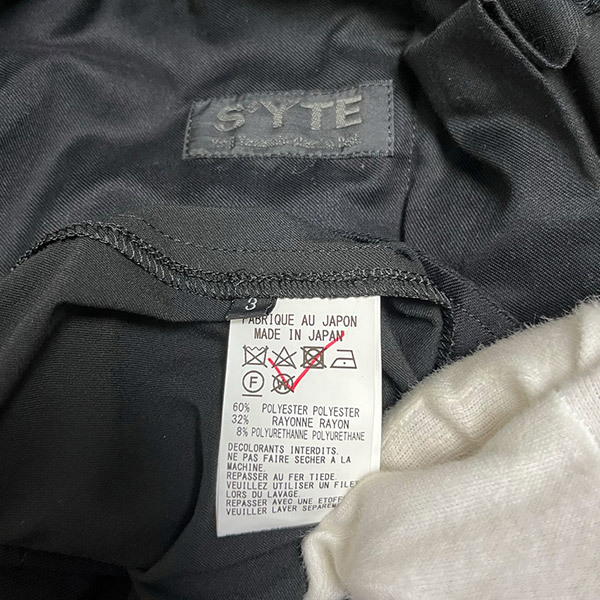 S'YTE
3
FABRIQUE AU JAPON
MADE IN JAPAN
F
W
60% POLYESTER POLYESTER
32% RAYONNE RAYON
8% POLYURETHANNE POLYURETHANE
DECOLORANTS INTERDITS.
NE PAS FAIRE SECHER A LA
MACHINE.
REPASSER AU FER TIEDE.
VEUILLEZ UTILISER UN FILET
LORS DU LAVAGE.
REPASSER AVEC UNE ETOFFE
VEUILLER LAVER SEPAREMEN